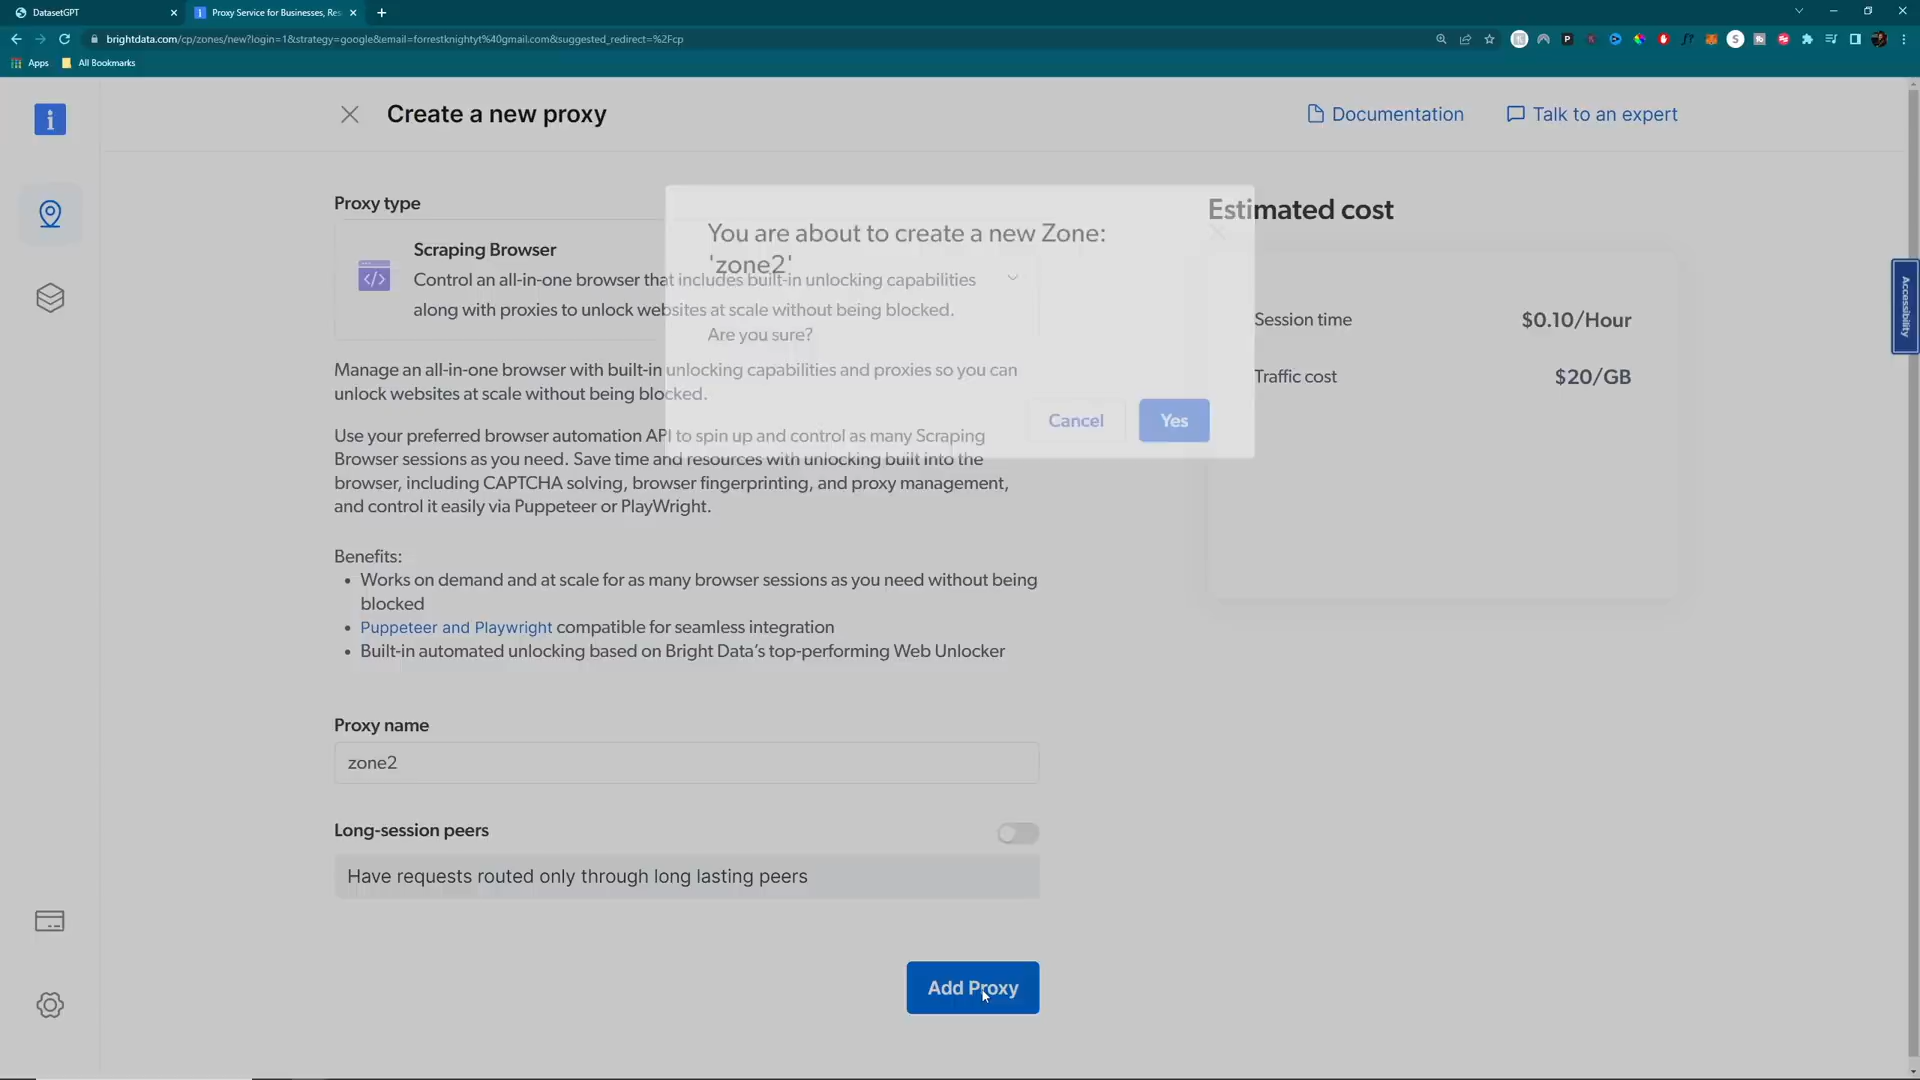 DatasetGPT
Proxy Service for Businesses, Res
brightdata.com/cp/zones/new?login=1&strategy=google&email=forrestknightyt%40gmail.com&suggested_redirect=%2Fcp
Apps
All Bookmarks
Create a new proxy
Documentation
Talk to an expert
Proxy type
Scraping Browser
Control an all-in-one browser that includes built-in unlocking capabilities
along with proxies to unlock websites at scale without being blocked.
You are about to create a new Zone:
'zone2'
Are you sure?
Cancel
Yes
Estimated cost
Session time
$0.10/Hour
Traffic cost
$20/GB
Accessibility
Manage an all-in-one browser with built-in unlocking capabilities and proxies so you can
unlock websites at scale without being blocked.
Use your preferred browser automation API to spin up and control as many Scraping
Browser sessions as you need. Save time and resources with unlocking built into the
browser, including CAPTCHA solving, browser fingerprinting, and proxy management,
and control it easily via Puppeteer or PlayWright.
Benefits:
• Works on demand and at scale for as many browser sessions as you need without being
blocked
• Puppeteer and Playwright compatible for seamless integration
• Built-in automated unlocking based on Bright Data’s top-performing Web Unlocker
Proxy name
zone2
Long-session peers
Have requests routed only through long lasting peers
Add Proxy